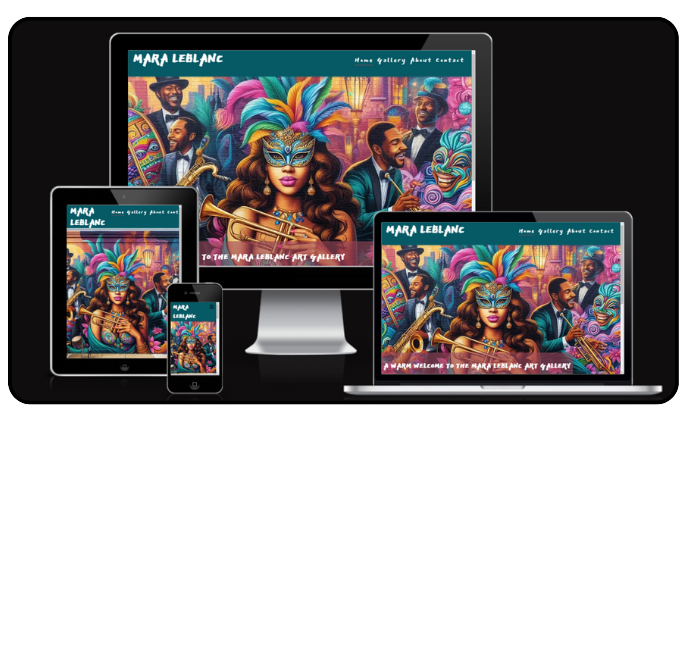 MARA LEBLANC
Home Gallery About Contact
TO THE MARA LEBLANC ART GALLERY
MARA
LEBLANC
Home Gallery About Cont
MARA
LEBLANC
MARA LEBLANC
Home Gallery About Contact
A WARM WELCOME TO THE MARA LEBLANC ART GALLERY